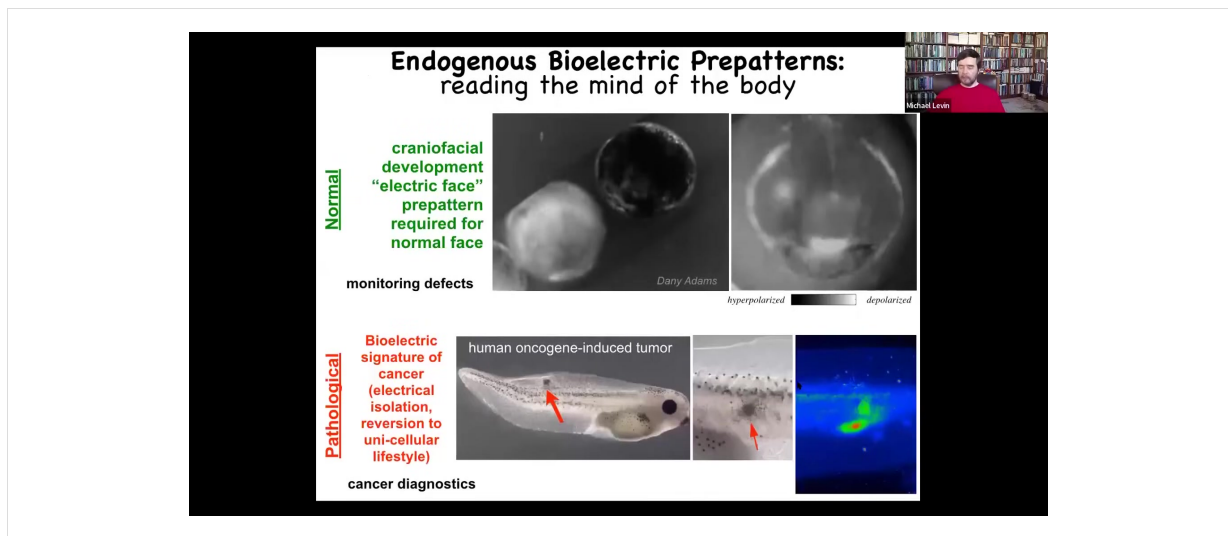 Endogenous Bioelectric Prepatterns:
reading the mind of the body
Michael Levin
Normal
craniofacial
development
“electric face”
prepattern
required for
normal face
monitoring defects
Dany Adams
hyperpolarized
depolarized
Pathological
Bioelectric
signature of
cancer
(electrical
isolation,
reversion to
uni-cellular
lifestyle)
cancer diagnostics
human oncogene-induced tumor